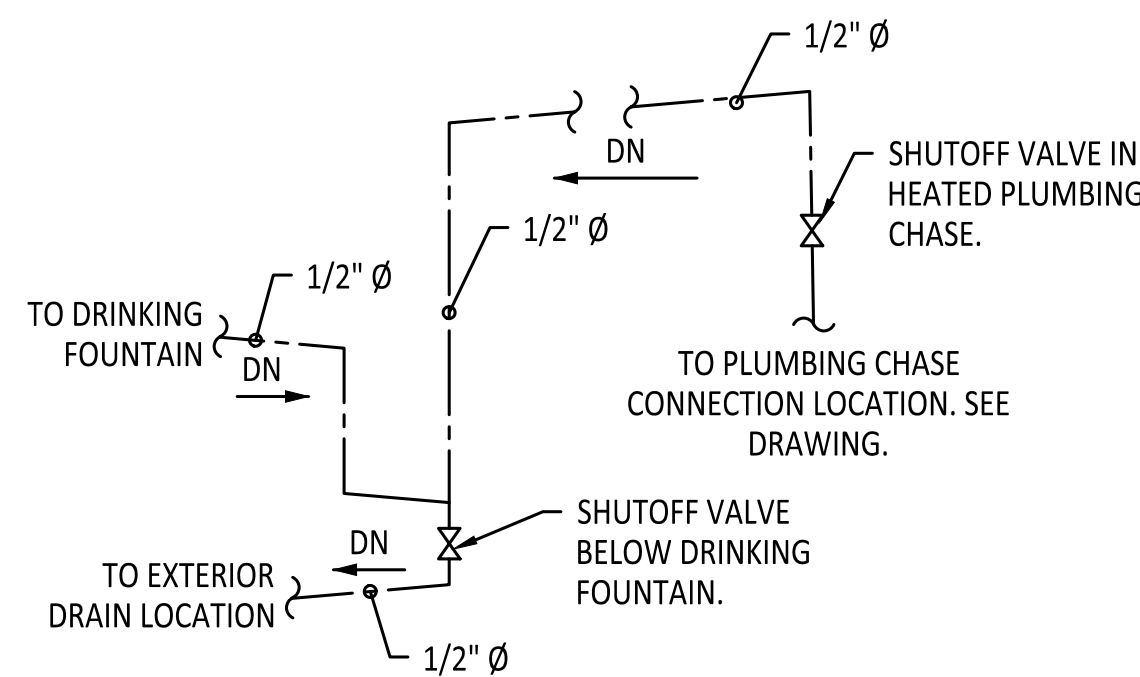 1/2" Ø
DN
SHUTOFF VALVE IN
HEATED PLUMBING
CHASE.
1/2" Ø
1/2" Ø
TO DRINKING
FOUNTAIN
DN
TO PLUMBING CHASE
CONNECTION LOCATION. SEE
DRAWING.
SHUTOFF VALVE
BELOW DRINKING
FOUNTAIN.
DN
TO EXTERIOR
DRAIN LOCATION
1/2" Ø